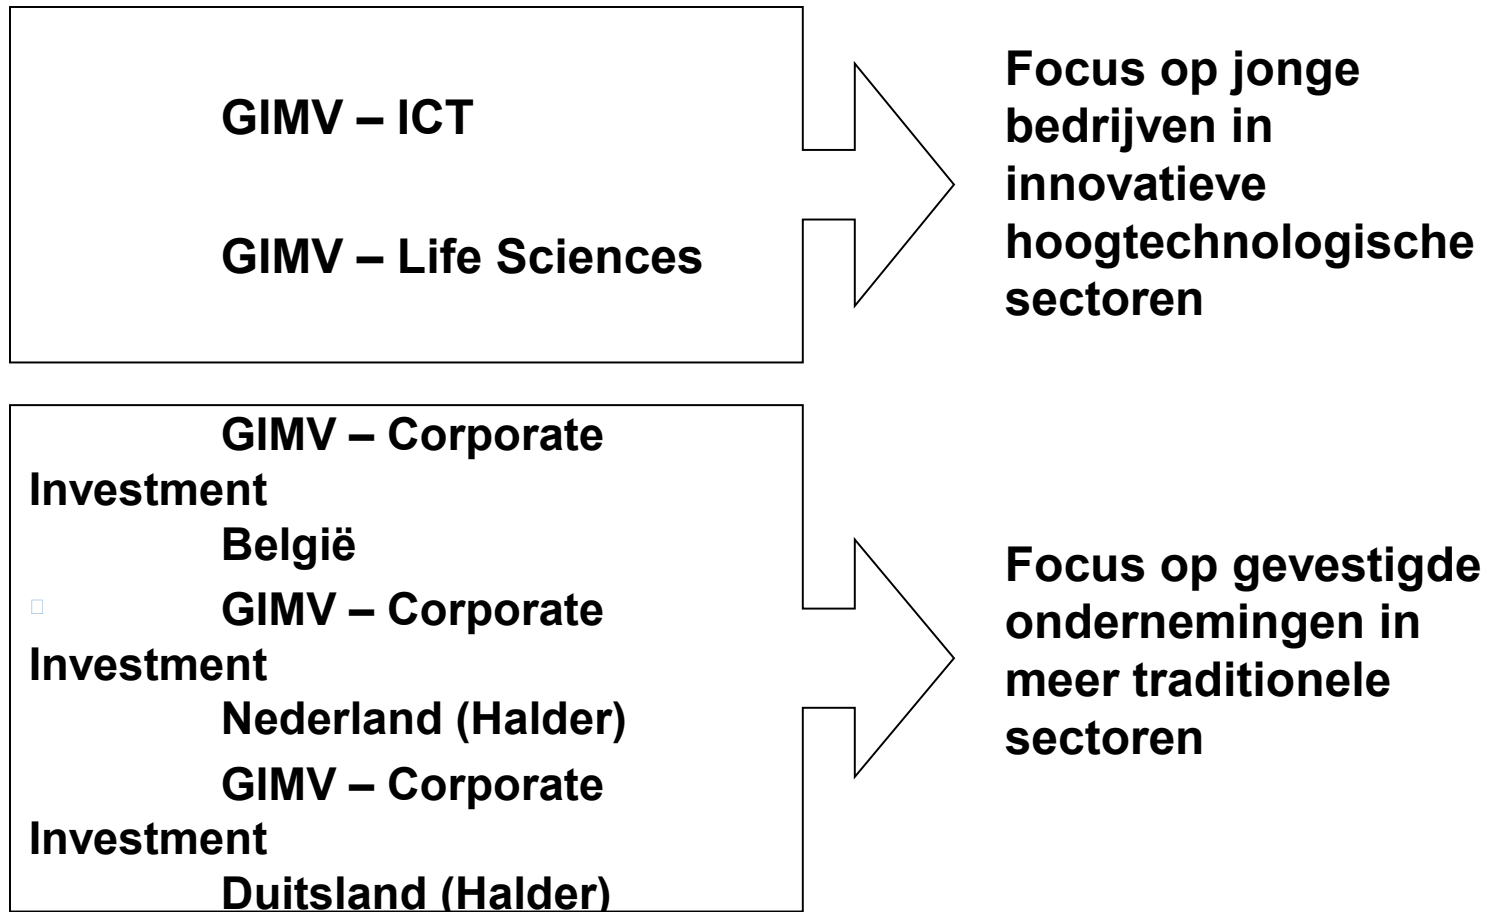 GIMV – ICT
GIMV – Life Sciences
Focus op jonge
bedrijven in
innovatieve
hoogtechnologische
sectoren
GIMV – Corporate
Investment
België
GIMV – Corporate
Investment
Nederland (Halder)
GIMV – Corporate
Investment
Duitsland (Halder)
Focus op gevestigde
ondernemingen in
meer traditionele
sectoren